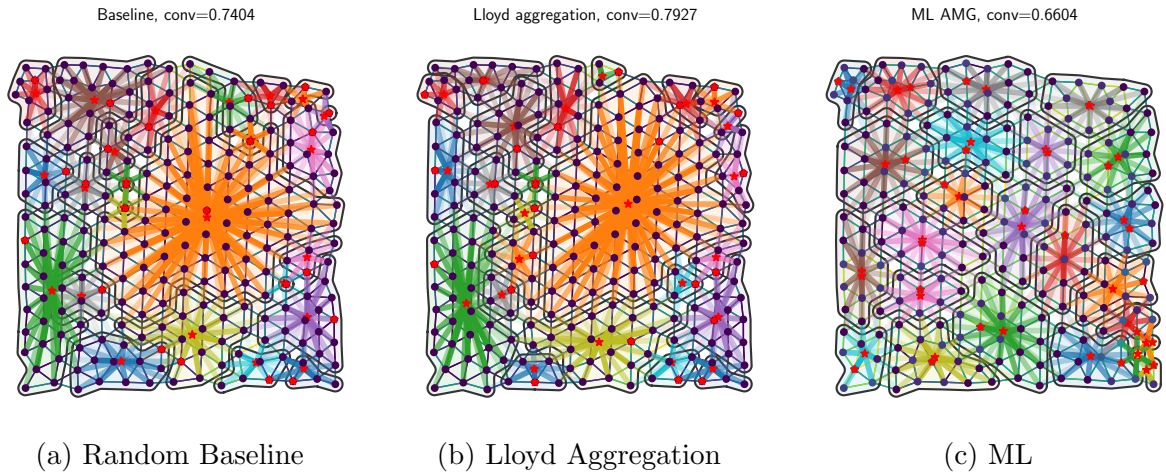 Baseline, conv=0.7404
Lloyd aggregation, conv=0.7927
ML AMG, conv=0.6604
(a) Random Baseline
(b) Lloyd Aggregation
(c) ML